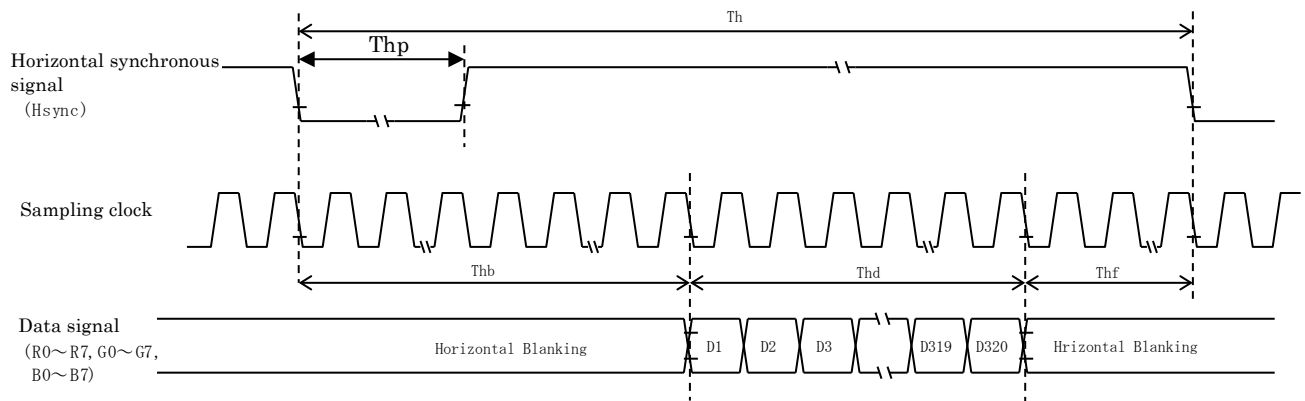 Th
Thp
Horizontal synchronous
signal
(Hsync)
Sampling clock
Thb
Thd
Thf
Data signal
(R0～R7, G0～G7,
B0～B7)
Horizontal Blanking
D1
D2
D3
D319
D320
Hrizontal Blanking